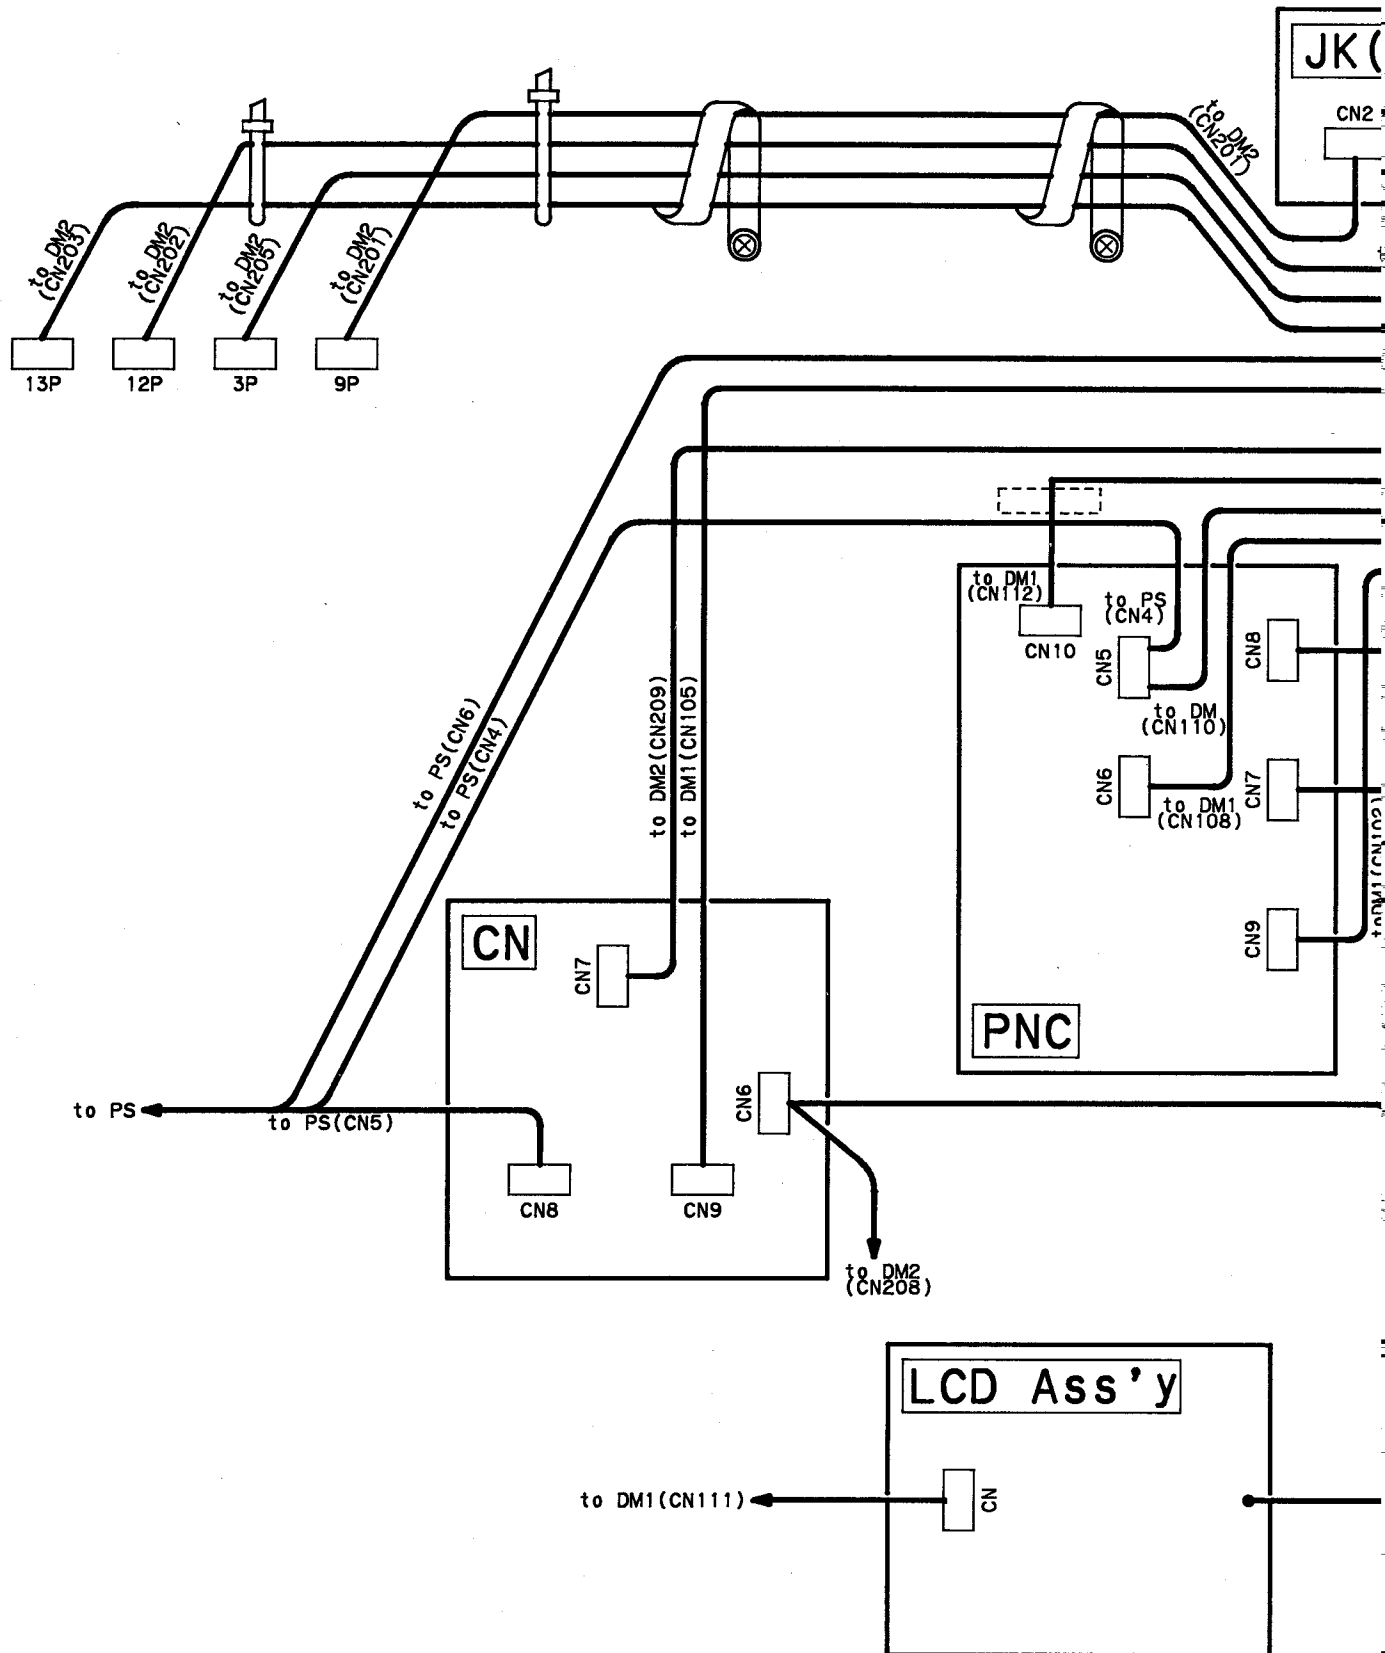 JK(
CN2
to DM2
(CN201)
to DM2
(CN203)
to DM2
(CN202)
to DM2
(CN205)
to DM2
(CN201)
13P
12P
3P
9P
to DM1
(CN112)
CN10
to PS
(CN4)
CN5
CN8
to DM
(CN110)
CN6
to DM1
(CN108)
CN7
CN9
PNC
to PS(CN6)
to PS(CN4)
to DM2(CN209)
to DM1(CN105)
CN
CN7
CN6
to PS
to PS(CN5)
CN8
CN9
to DM2
(CN208)
LCD Ass'y
to DM1(CN111)
CN